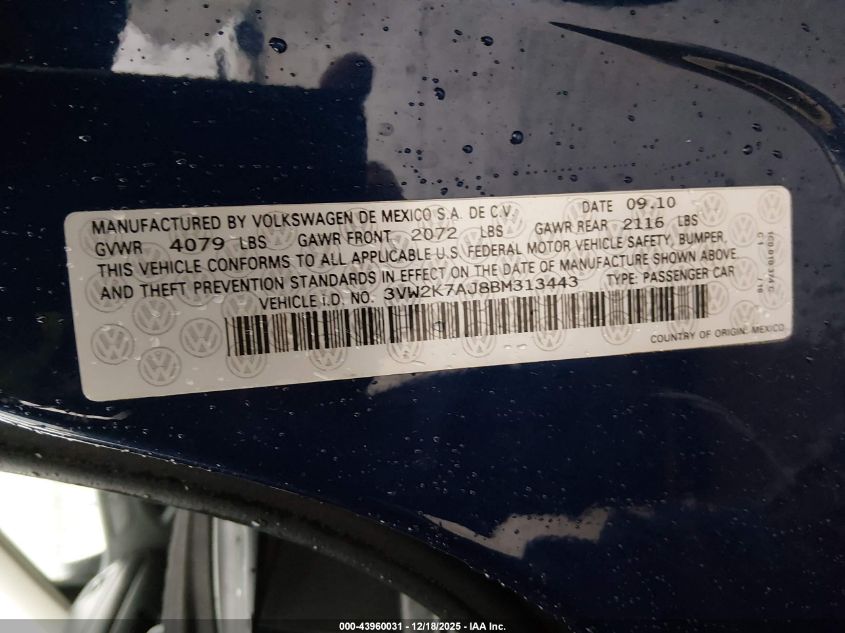 MANUFACTURED BY VOLKSWAGEN DE MEXICO S.A. DE C.V. DATE 09.10
GVWR 4079 LBS GAWR FRONT 2072 LBS GAWR REAR 2116 LBS
THIS VEHICLE CONFORMS TO ALL APPLICABLE U.S. FEDERAL MOTOR VEHICLE SAFETY, BUMPER,
AND THEFT PREVENTION STANDARDS IN EFFECT ON THE DATE OF MANUFACTURE SHOWN ABOVE.
VEHICLE I.D. NO. 3VW2K7AJ8BM313443 TYPE: PASSENGER CAR
COUNTRY OF ORIGIN: MEXICO
000-43960031 - 12/18/2025 - IAA Inc.